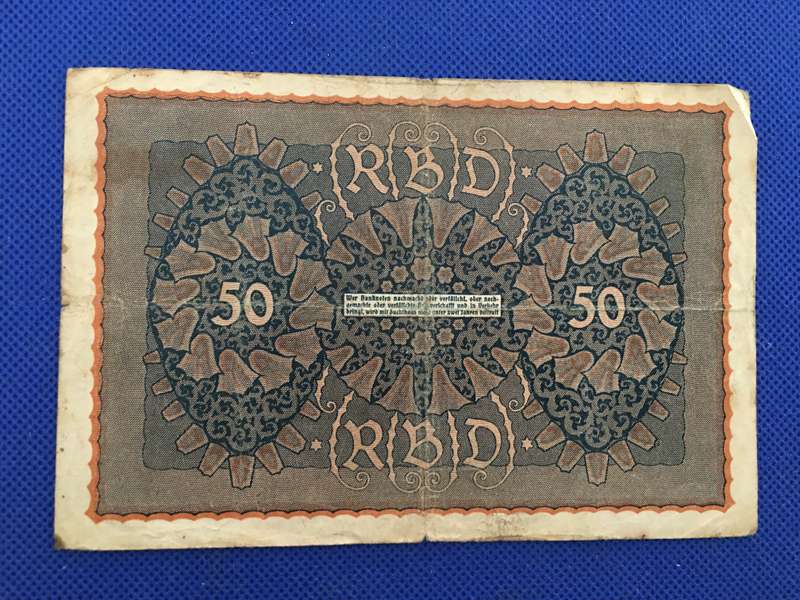 RBD
50
50
Wer Banknoten nachmacht oder verfälscht, oder nach-
gemachte oder verfälschte sich verschafft und in Verkehr
bringt, wird mit Zuchthaus nicht unter zwei Jahren bestraft
RBD